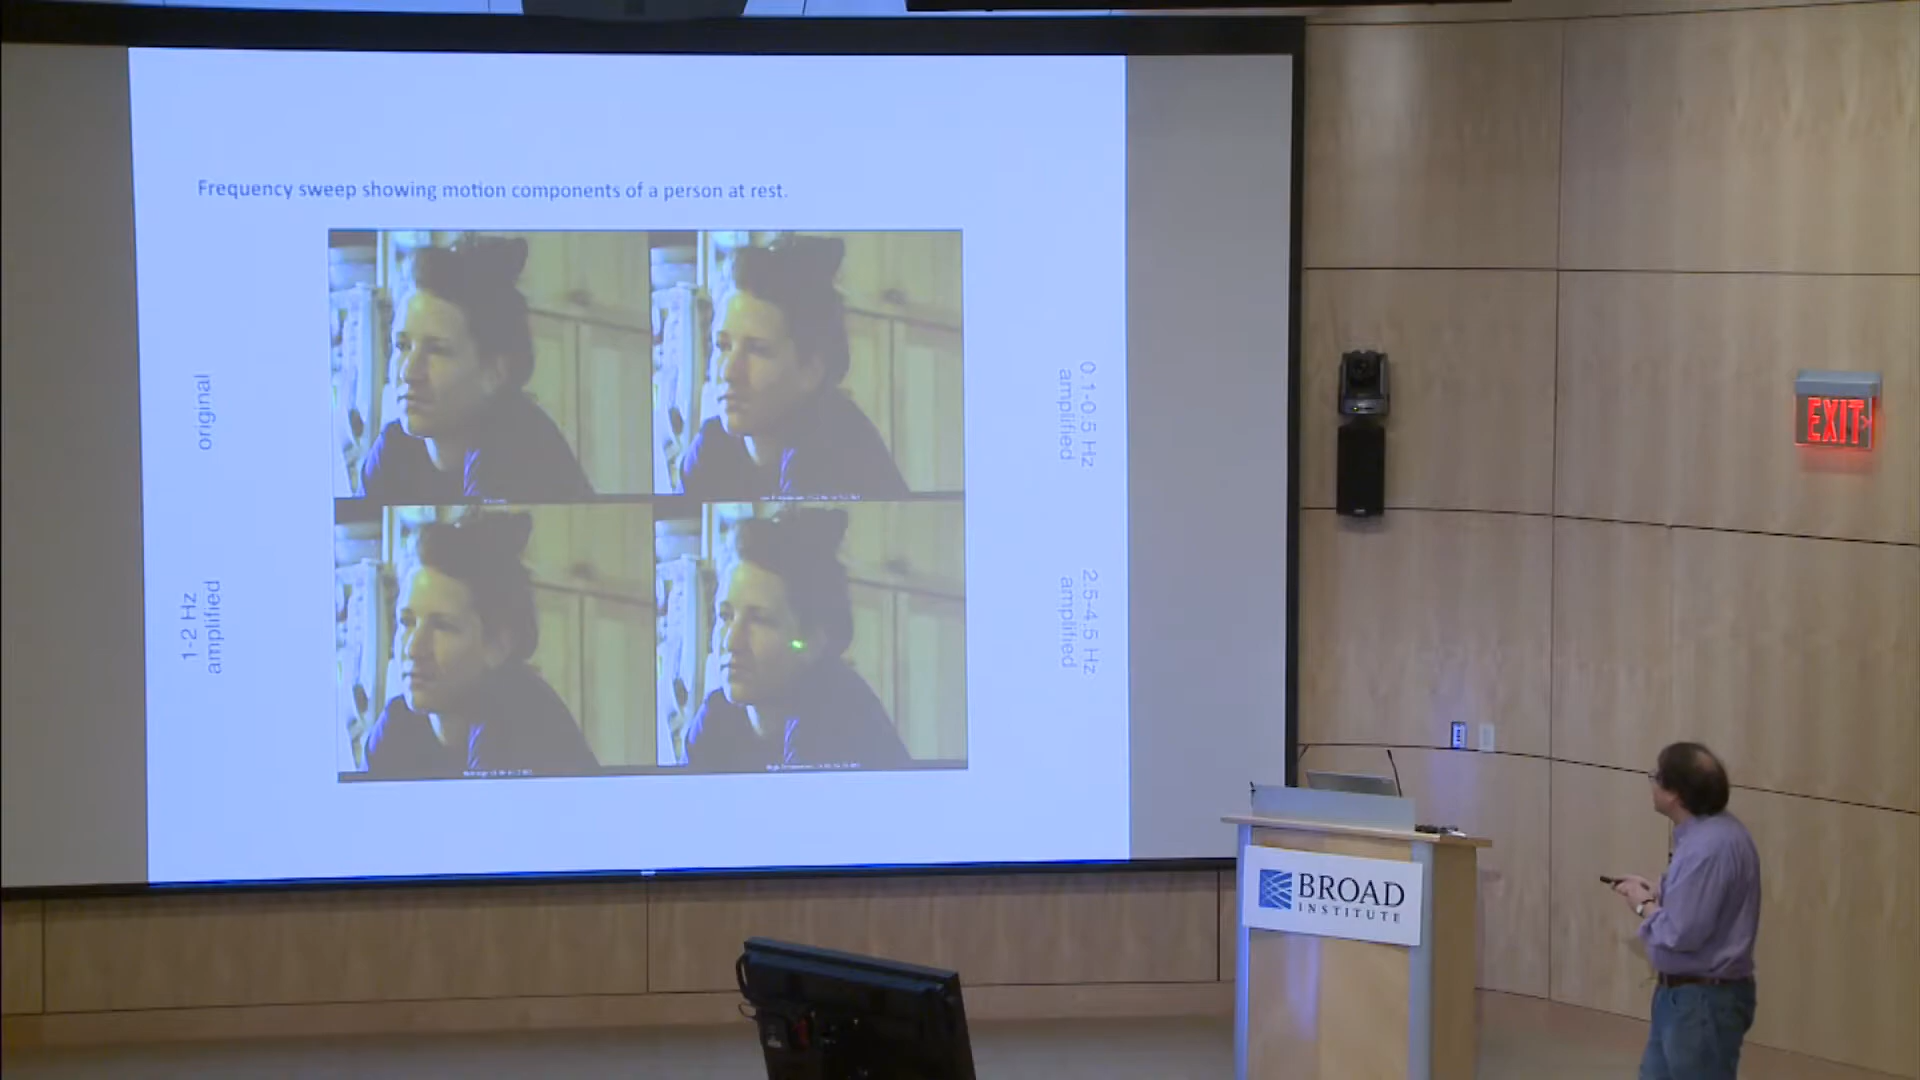 Frequency sweep showing motion components of a person at rest.
original
0.1-0.5 Hz
amplified
1-2 Hz
amplified
2.5-4.5 Hz
amplified
EXIT
BROAD
INSTITUTE